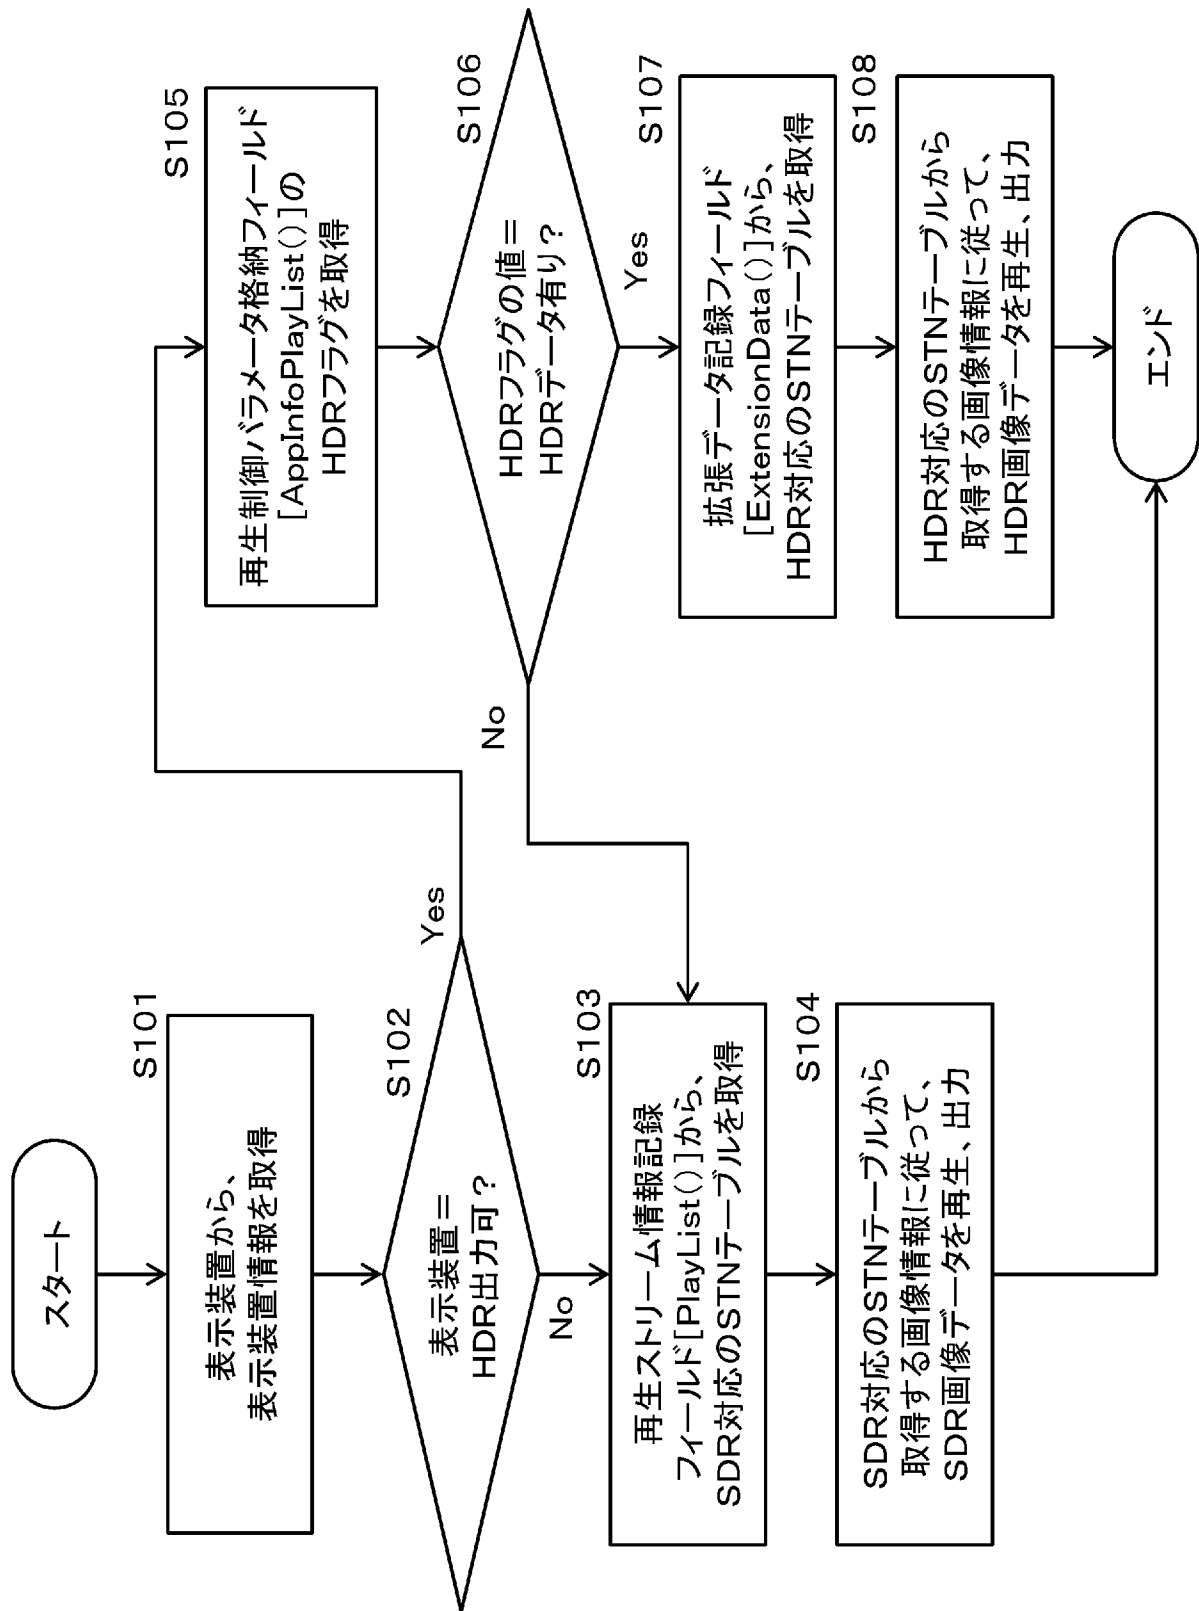 スタート
S101
表示装置から、
表示装置情報を取得
S102
表示装置＝
HDR出力可？
Yes
No
S103
再生ストリーム情報記録
フィールド[PlayList()]から、
SDR対応のSTNテーブルを取得
S104
SDR対応のSTNテーブルから
取得する画像情報に従って、
SDR画像データを再生、出力
S105
再生制御パラメータ格納フィールド
[AppInfoPlayList()]の
HDRフラグを取得
S106
HDRフラグの値＝
HDRデータ有り？
No
Yes
S107
拡張データ記録フィールド
[ExtensionData()]から、
HDR対応のSTNテーブルを取得
S108
HDR対応のSTNテーブルから
取得する画像情報に従って、
HDR画像データを再生、出力
エンド